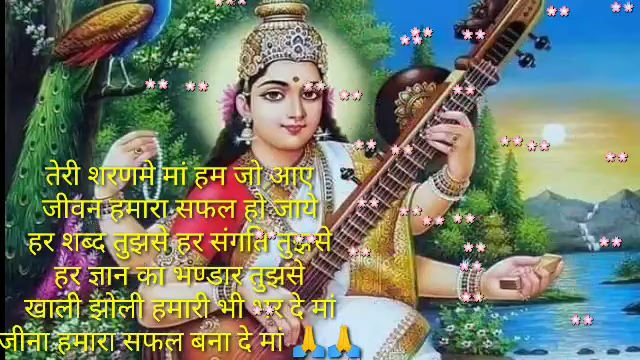 तेरी शरणमे मां हम जो आए
जीवन हमारा सफल हो जाये
हर शब्द तुझसे हर संगति तुझसे
हर ज्ञान का भण्डार तुझसे
खाली झोली हमारी भी भर दे मां
जीना हमारा सफल बना दे मां 🙏🙏